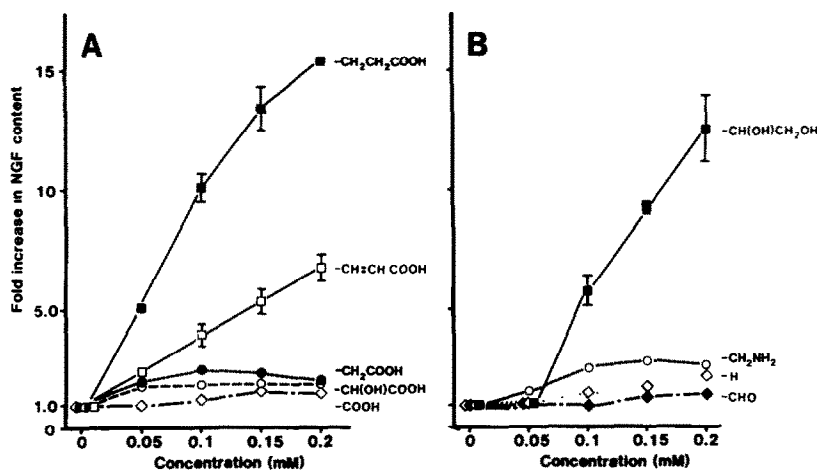 A
B
Fold increase in NGF content
15
10
5.0
1.0
0
-CH₂CH₂COOH
-CH=CH COOH
-CH₂COOH
-CH(OH)COOH
-COOH
0
0.05
0.1
0.15
0.2
Concentration (mM)
-CH(OH)CH₂OH
-CH₂NH₂
-H
-CHO
0
0.05
0.1
0.15
0.2
Concentration (mM)